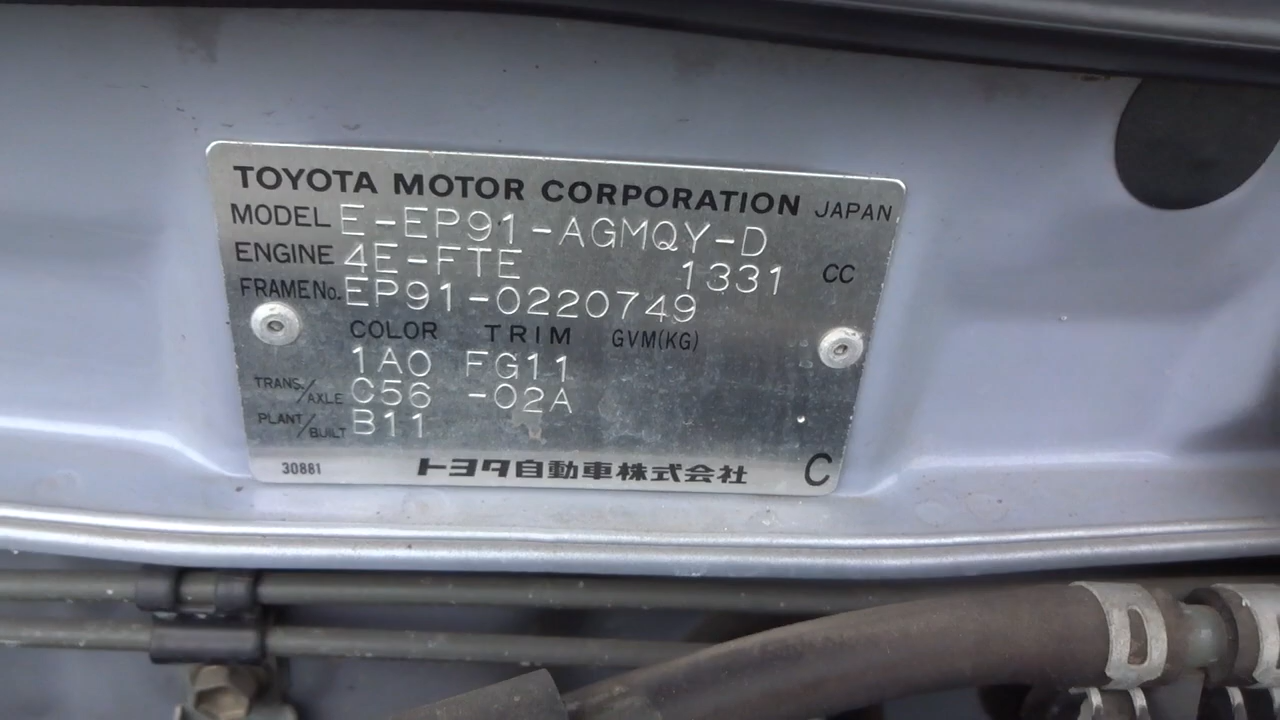 TOYOTA MOTOR CORPORATION JAPAN
MODEL E-EP91-AGMQY-D
ENGINE 4E-FTE 1331 CC
FRAME No. EP91-0220749
COLOR TRIM GVM(KG)
1A0 FG11
TRANS./AXLE C56 -02A
PLANT/BUILT B11
30881 トヨタ自動車株式会社 C